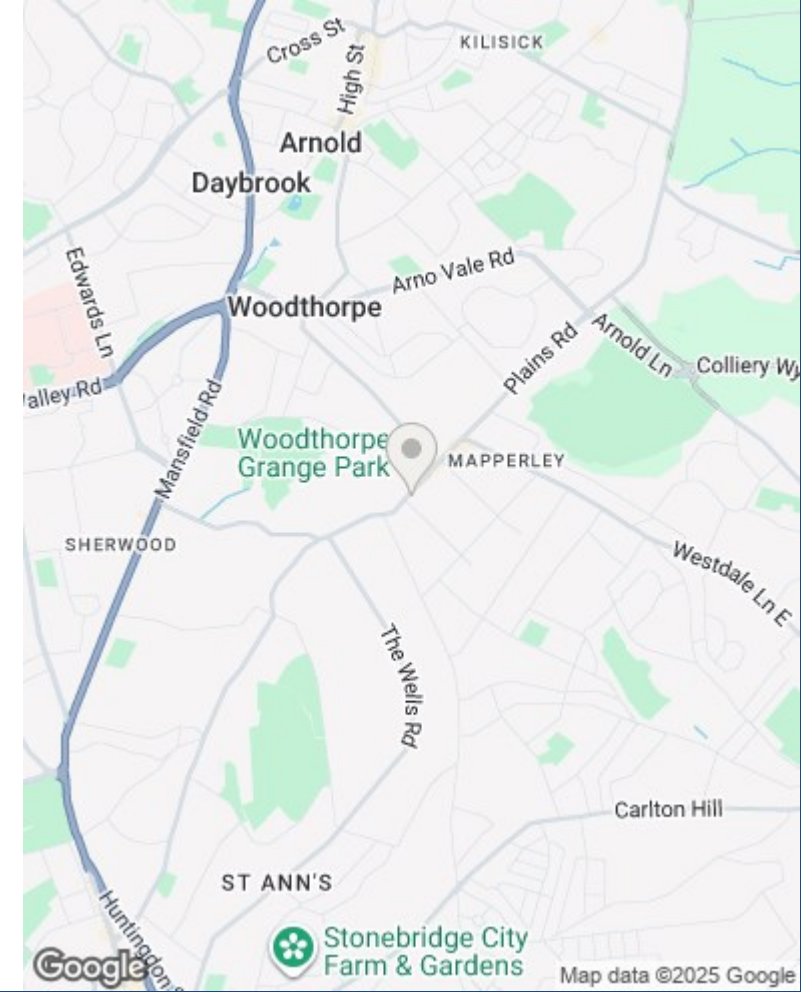 Cross St
KILISICK
High St
Arnold
Daybrook
Edwards Ln
Arno Vale Rd
Woodthorpe
Plains Rd
Arnold Ln
Colliery Wy
alley Rd
Mansfield Rd
Woodthorpe
Grange Park
MAPPERLEY
SHERWOOD
Westdale Ln E
The Wells Rd
Carlton Hill
ST ANN'S
Huntingdon S
Stonebridge City
Farm & Gardens
Google
Map data ©2025 Google